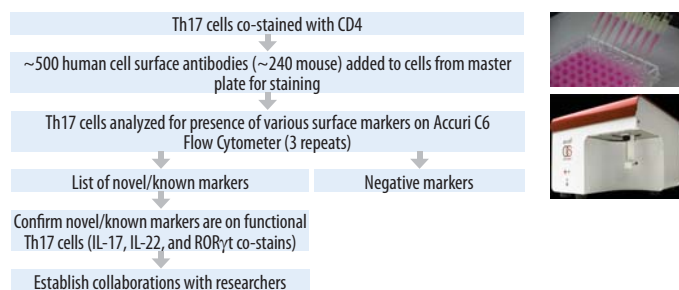 Th17 cells co-stained with CD4
~500 human cell surface antibodies (~240 mouse) added to cells from master
plate for staining
Th17 cells analyzed for presence of various surface markers on Accuri C6
Flow Cytometer (3 repeats)
List of novel/known markers
Negative markers
Confirm novel/known markers are on functional
Th17 cells (IL-17, IL-22, and RORγt co-stains)
Establish collaborations with researchers